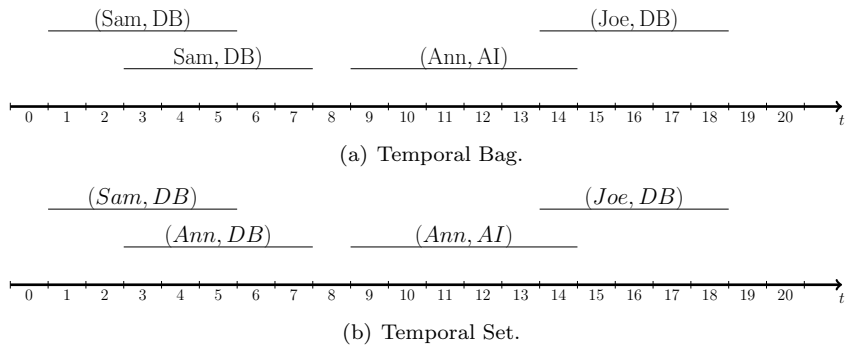 (Sam, DB) (Joe, DB)
Sam, DB) (Ann, AI)
0 1 2 3 4 5 6 7 8 9 10 11 12 13 14 15 16 17 18 19 20 t
(a) Temporal Bag.
(Sam, DB) (Joe, DB)
(Ann, DB) (Ann, AI)
0 1 2 3 4 5 6 7 8 9 10 11 12 13 14 15 16 17 18 19 20 t
(b) Temporal Set.